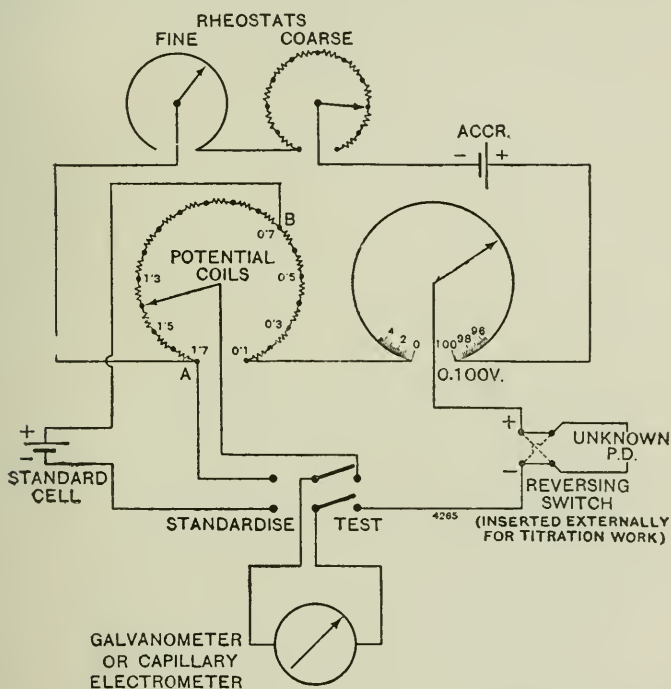 RHEOSTATS
FINE COARSE
ACCR.
- +
B
0'7
POTENTIAL
COILS
1'3
0'5
1'5
0'3
1'7
0'1
A
4 2 0 100 98 96
0.100V.
+
-
STANDARD
CELL
+
-
UNKNOWN
P.D.
REVERSING
SWITCH
(INSERTED EXTERNALLY
FOR TITRATION WORK)
STANDARDISE TEST
4265
GALVANOMETER
OR CAPILLARY
ELECTROMETER